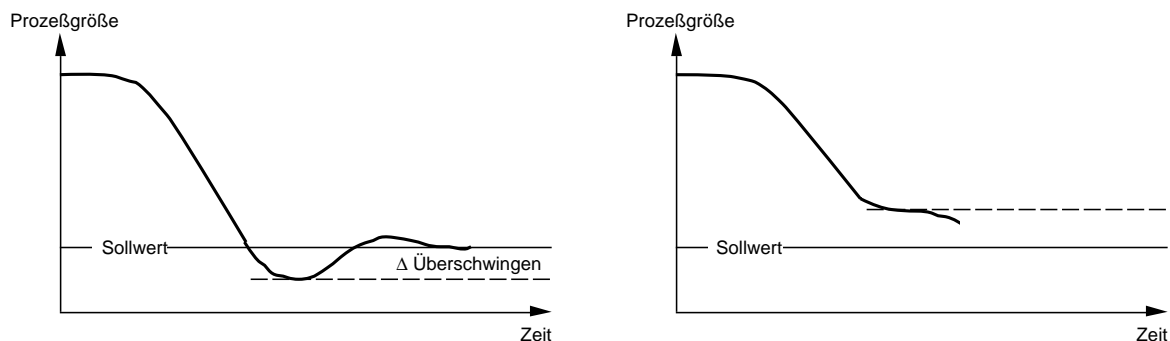 Prozeßgröße
Sollwert
Δ Überschwingen
Zeit
Prozeßgröße
Sollwert
Zeit